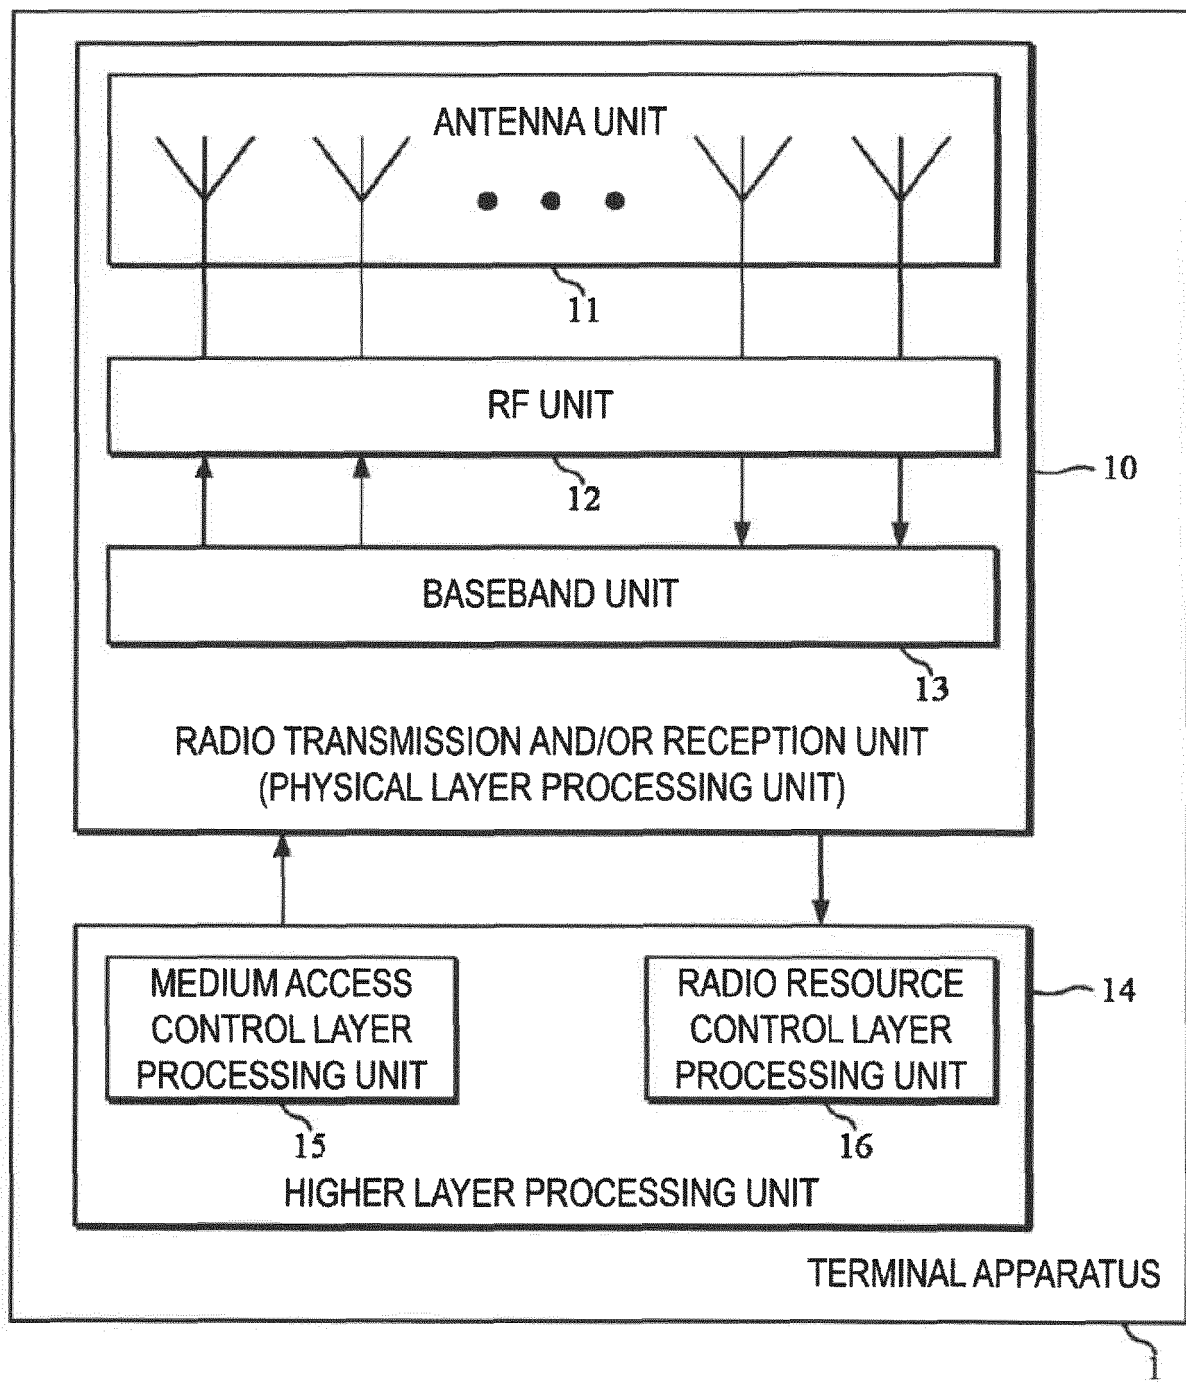 ANTENNA UNIT
11
RF UNIT
12
10
BASEBAND UNIT
13
RADIO TRANSMISSION AND/OR RECEPTION UNIT
(PHYSICAL LAYER PROCESSING UNIT)
MEDIUM ACCESS
CONTROL LAYER
PROCESSING UNIT
15
RADIO RESOURCE
CONTROL LAYER
PROCESSING UNIT
16
14
HIGHER LAYER PROCESSING UNIT
TERMINAL APPARATUS
1